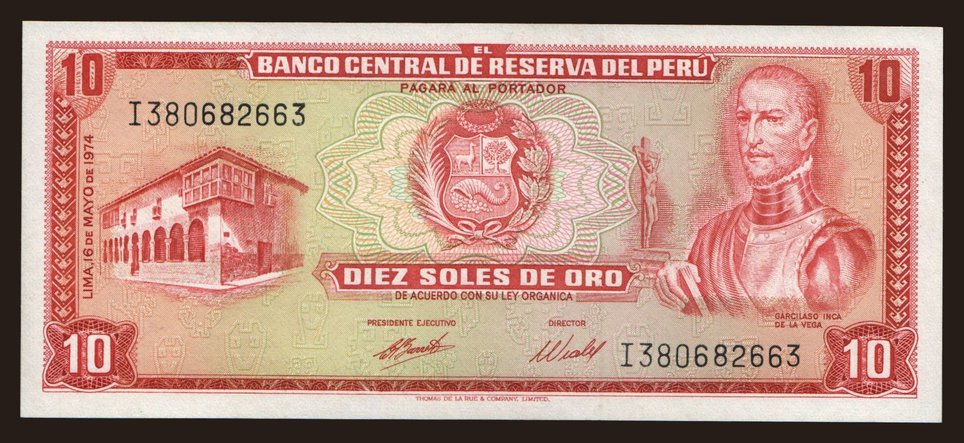 10
EL
BANCO CENTRAL DE RESERVA DEL PERÚ
10
PAGARA AL PORTADOR
I380682663
LIMA, 16 DE MAYO DE 1974
DIEZ SOLES DE ORO
DE ACUERDO CON SU LEY ORGANICA
GARCILASO INCA
DE LA VEGA
PRESIDENTE EJECUTIVO
DIRECTOR
I380682663
10
10
THOMAS DE LA RUE & COMPANY, LIMITED.